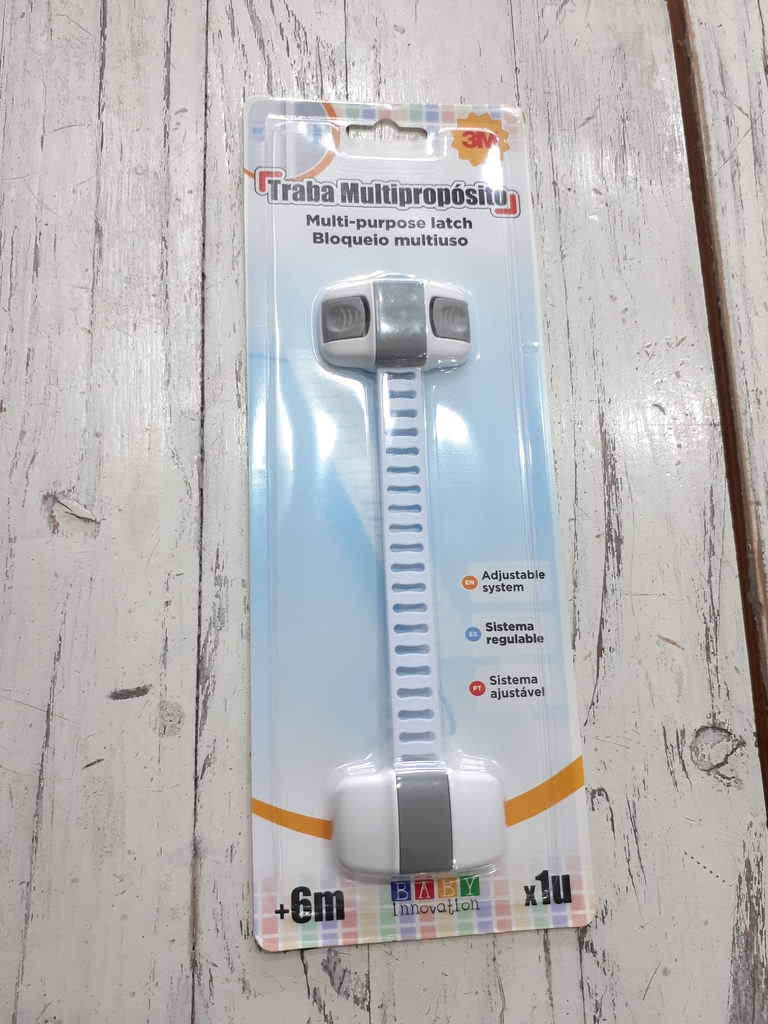 3M
Traba Multipropósito
Multi-purpose latch
Bloqueio multiuso
EN Adjustable
system
ES Sistema
regulable
PT Sistema
ajustável
+6m
BABY
innovation
x1u